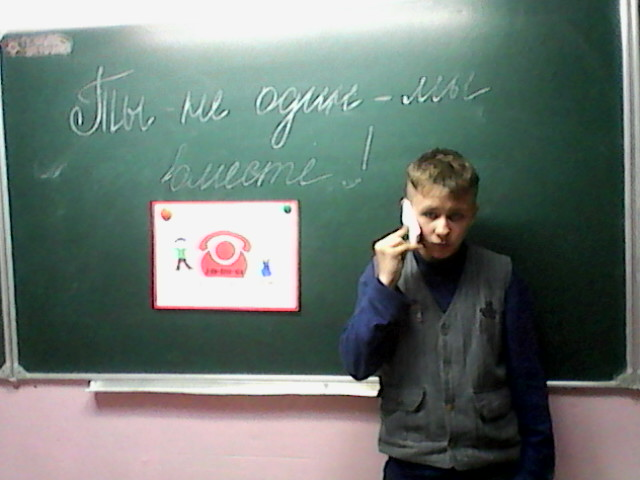 Ты - не один - мы
вместе!